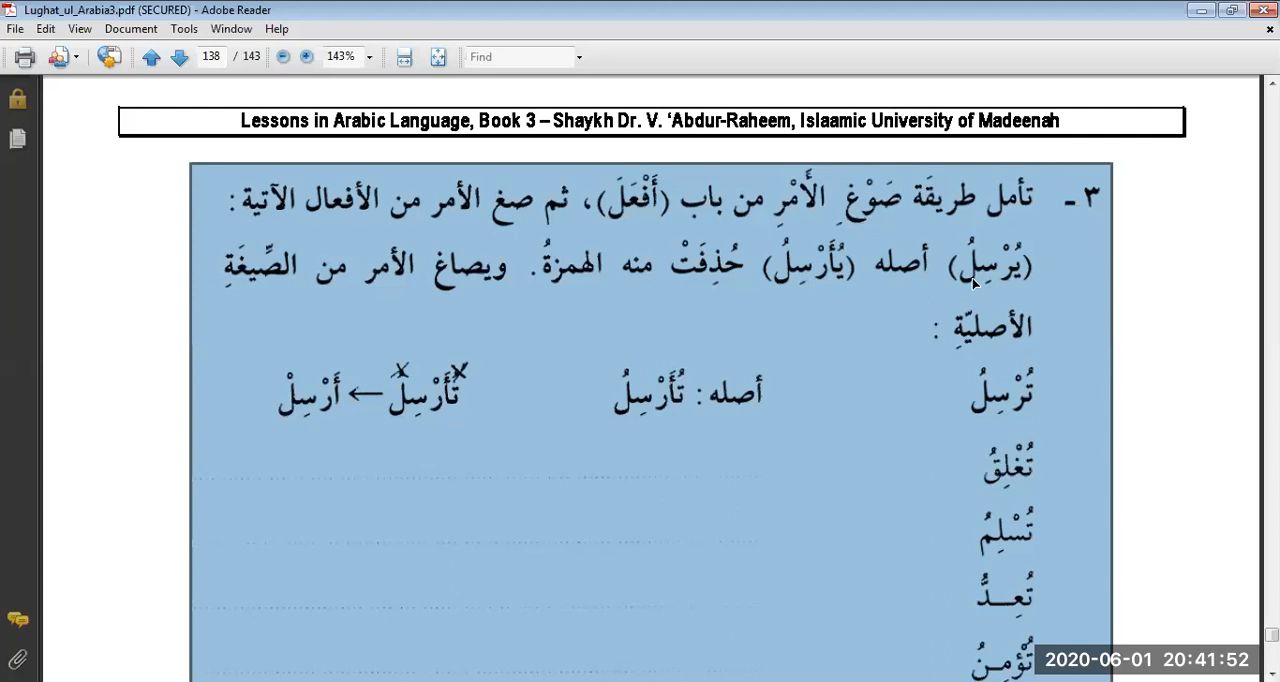 Lughat_ul_Arabia3.pdf (SECURED) - Adobe Reader
File Edit View Document Tools Window Help
138 / 143 143% Find
Lessons in Arabic Language, Book 3 – Shaykh Dr. V. ‘Abdur-Raheem, Islaamic University of Madeenah
٣ - تأمل طريقَة صَوْغِ الأَمْرِ من باب (أَفْعَلَ)، ثم صغ الأمر من الأفعال الآتية :
(يُرْسِلُ) أصله (يُأَرْسِلُ) حُذِفَتْ منه الهمزةُ. ويصاغ الأمر من الصِّيغَةِ
الأصليّةِ :
تُرْسِلُ أصله : تُأَرْسِلُ تُأَرْسِلُ ← أَرْسِلْ
تُغْلِقُ
تُسْلِمُ
تُعِـدُّ
تُؤْمِـنُ
2020-06-01 20:41:52